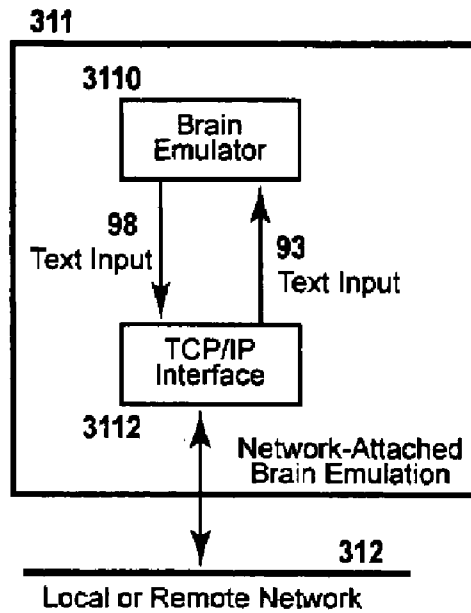 311
3110
Brain
Emulator
98
Text Input
93
Text Input
TCP/IP
Interface
3112
Network-Attached
Brain Emulation
312
Local or Remote Network